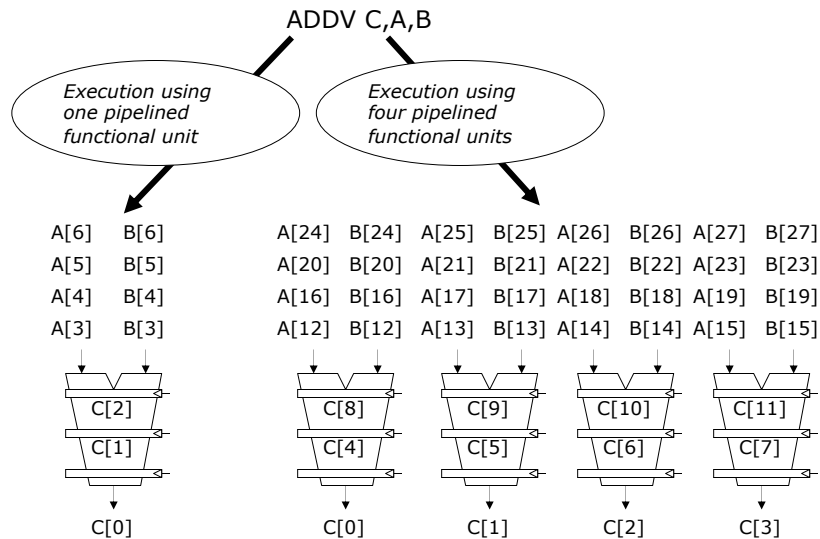 ADDV C,A,B
Execution using
one pipelined
functional unit
Execution using
four pipelined
functional units
A[6] B[6] A[24] B[24] A[25] B[25] A[26] B[26] A[27] B[27]
A[5] B[5] A[20] B[20] A[21] B[21] A[22] B[22] A[23] B[23]
A[4] B[4] A[16] B[16] A[17] B[17] A[18] B[18] A[19] B[19]
A[3] B[3] A[12] B[12] A[13] B[13] A[14] B[14] A[15] B[15]
C[2] C[8] C[9] C[10] C[11]
C[1] C[4] C[5] C[6] C[7]
C[0] C[0] C[1] C[2] C[3]